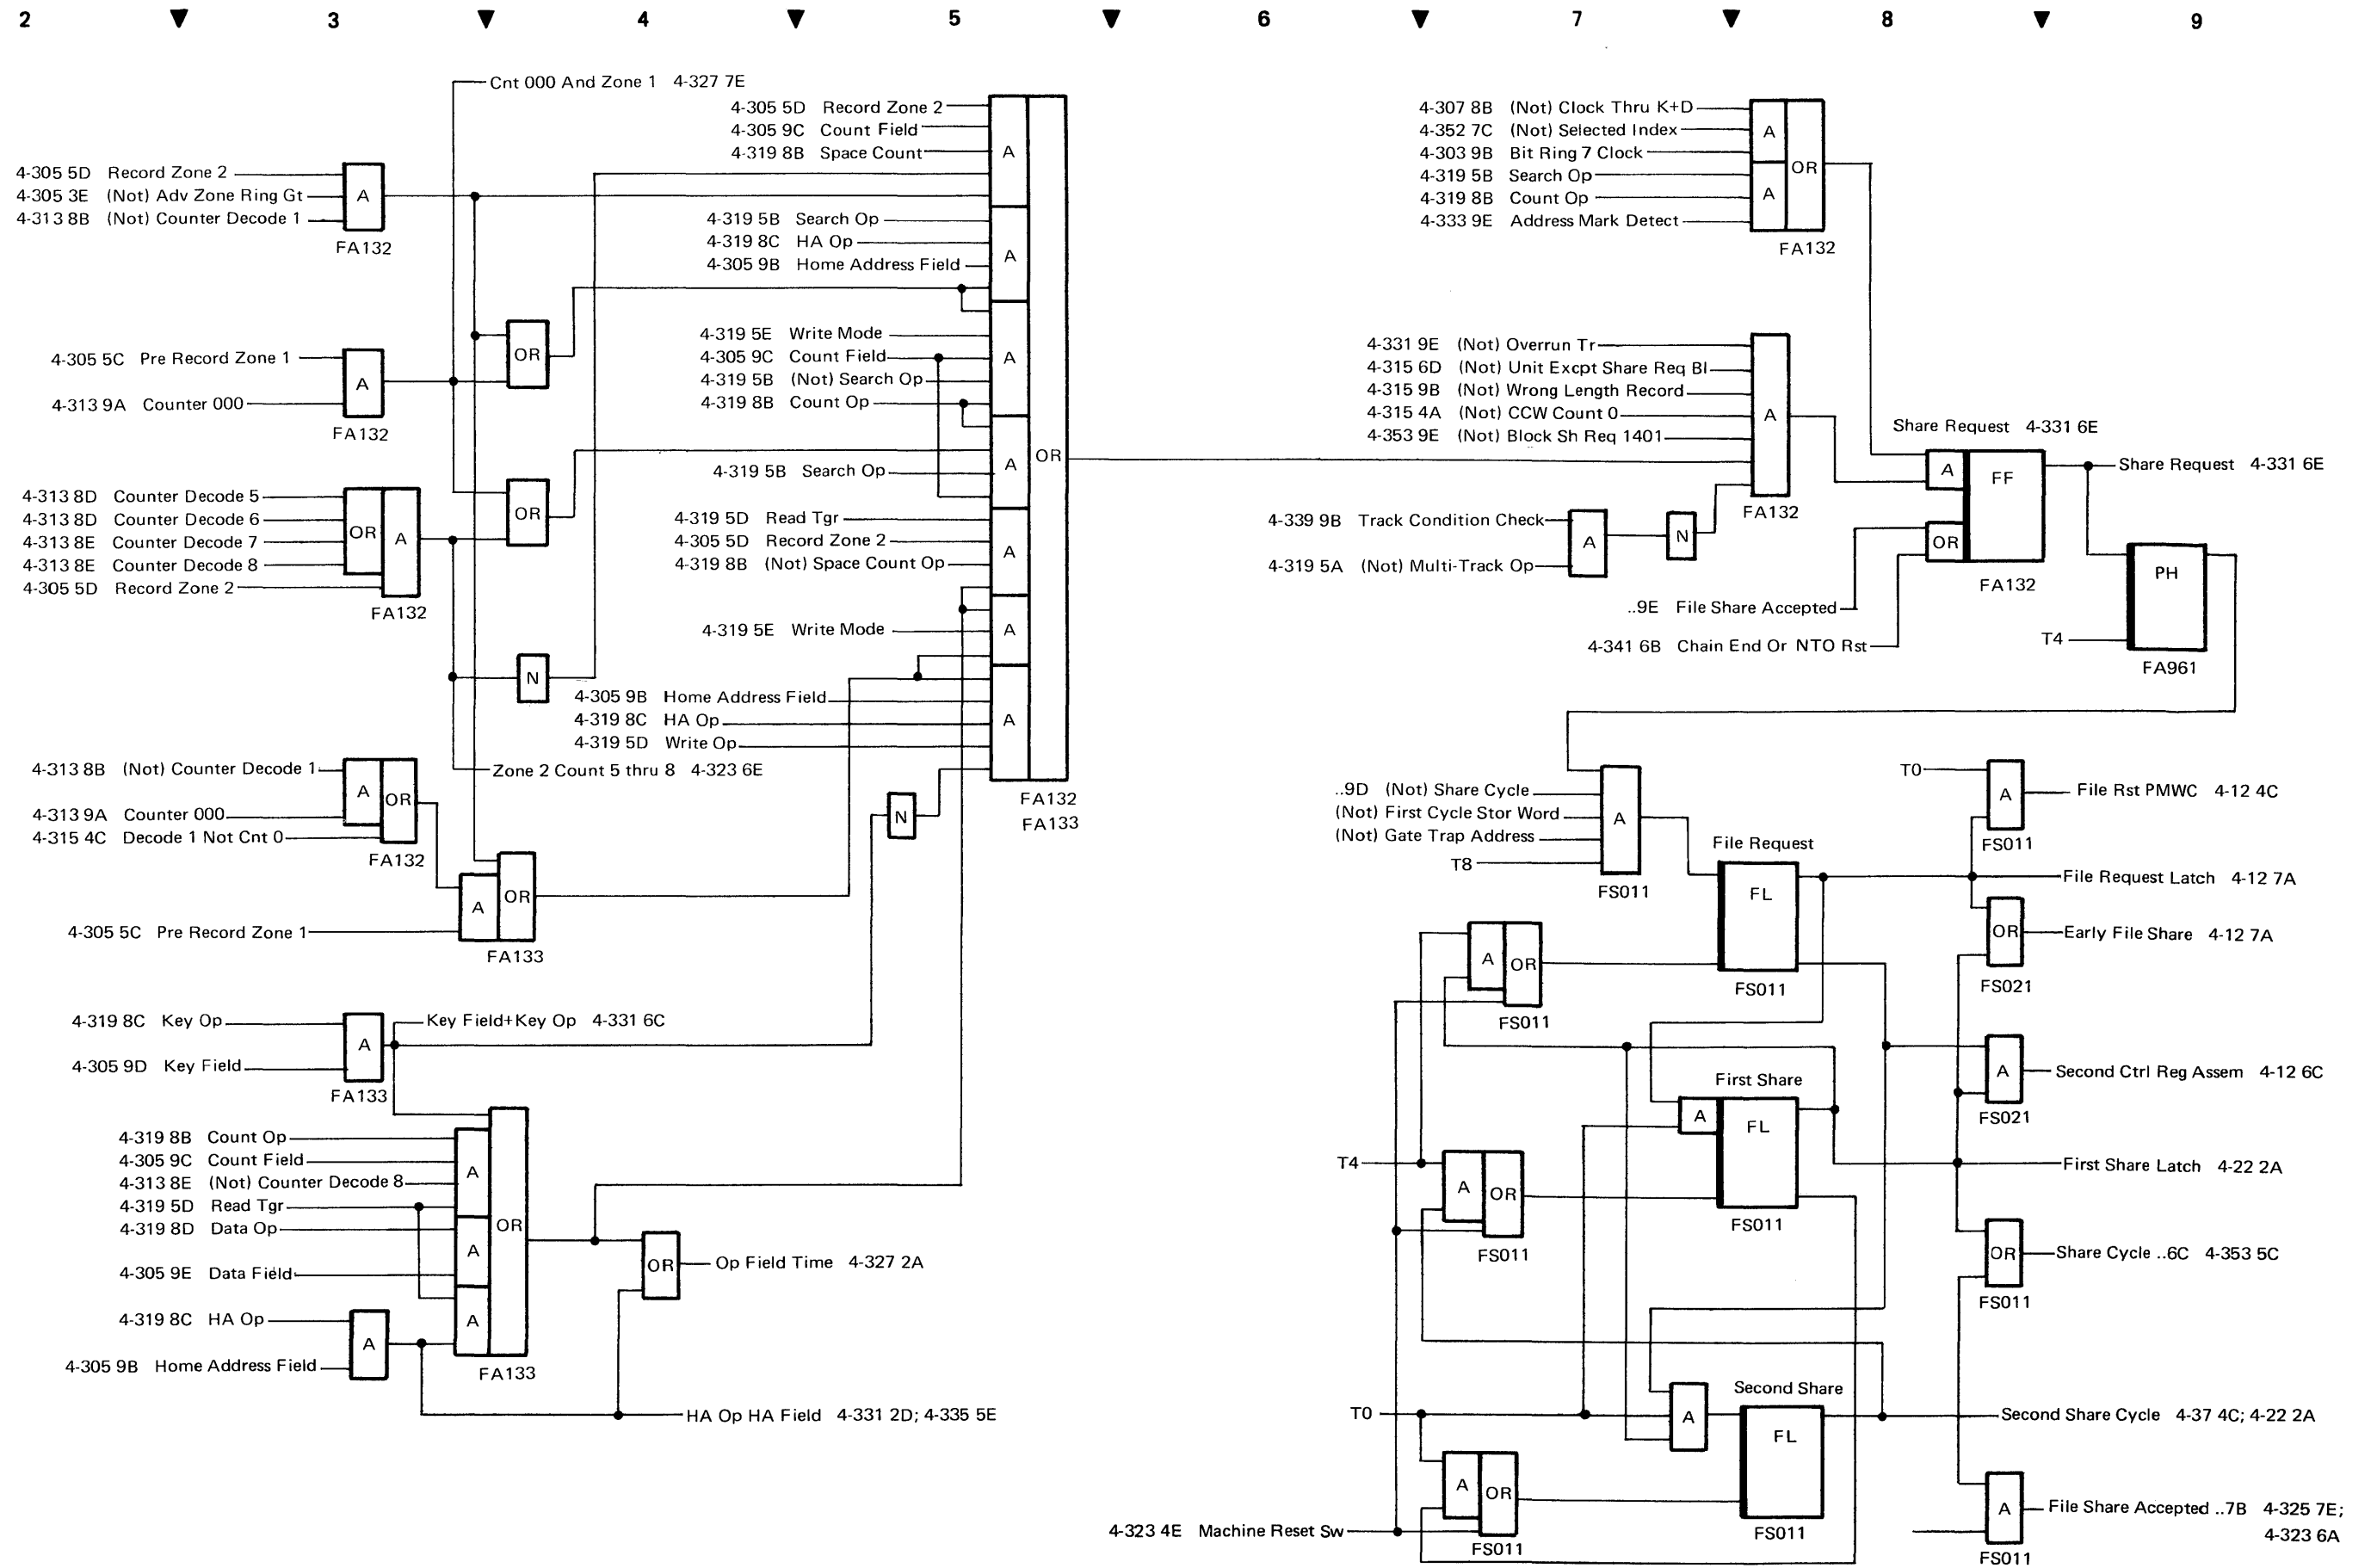 2 ▼ 3 ▼ 4 ▼ 5 ▼ 6 ▼ 7 ▼ 8 ▼ 9
Cnt 000 And Zone 1 4-327 7E
4-305 5D Record Zone 2
4-305 3E (Not) Adv Zone Ring Gt
4-313 8B (Not) Counter Decode 1
A
FA132
4-305 5C Pre Record Zone 1
4-313 9A Counter 000
A
FA132
OR
4-313 8D Counter Decode 5
4-313 8D Counter Decode 6
4-313 8E Counter Decode 7
4-313 8E Counter Decode 8
4-305 5D Record Zone 2
OR A
FA132
OR
N
Zone 2 Count 5 thru 8 4-323 6E
4-313 8B (Not) Counter Decode 1
4-313 9A Counter 000
4-315 4C Decode 1 Not Cnt 0
A OR
FA132
4-305 5C Pre Record Zone 1
A OR
FA133
4-319 8C Key Op
4-305 9D Key Field
A
FA133
Key Field+Key Op 4-331 6C
4-319 8B Count Op
4-305 9C Count Field
4-313 8E (Not) Counter Decode 8
4-319 5D Read Tgr
4-319 8D Data Op
4-305 9E Data Field
4-319 8C HA Op
4-305 9B Home Address Field
A
A
A
A
OR
FA133
OR
Op Field Time 4-327 2A
HA Op HA Field 4-331 2D; 4-335 5E
4-305 5D Record Zone 2
4-305 9C Count Field
4-319 8B Space Count
A
4-319 5B Search Op
4-319 8C HA Op
4-305 9B Home Address Field
A
4-319 5E Write Mode
4-305 9C Count Field
4-319 5B (Not) Search Op
4-319 8B Count Op
A
4-319 5B Search Op
A
OR
4-319 5D Read Tgr
4-305 5D Record Zone 2
4-319 8B (Not) Space Count Op
A
4-319 5E Write Mode
A
4-305 9B Home Address Field
4-319 8C HA Op
4-319 5D Write Op
A
N
FA132
FA133
4-307 8B (Not) Clock Thru K+D
4-352 7C (Not) Selected Index
4-303 9B Bit Ring 7 Clock
4-319 5B Search Op
4-319 8B Count Op
4-333 9E Address Mark Detect
A
A
OR
FA132
4-331 9E (Not) Overrun Tr
4-315 6D (Not) Unit Excpt Share Req Bl
4-315 9B (Not) Wrong Length Record
4-315 4A (Not) CCW Count 0
4-353 9E (Not) Block Sh Req 1401
A
FA132
4-339 9B Track Condition Check
4-319 5A (Not) Multi-Track Op
A
N
Share Request 4-331 6E
A
OR
FF
FA132
Share Request 4-331 6E
..9E File Share Accepted
4-341 6B Chain End Or NTO Rst
T4
PH
FA961
..9D (Not) Share Cycle
(Not) First Cycle Stor Word
(Not) Gate Trap Address
T8
A
FS011
File Request
FL
FS011
T0
A
FS011
File Rst PMWC 4-12 4C
File Request Latch 4-12 7A
OR
FS021
Early File Share 4-12 7A
A OR
FS011
A
FS021
Second Ctrl Reg Assem 4-12 6C
First Share
A
FL
FS011
T4
A OR
FS011
First Share Latch 4-22 2A
OR
FS011
Share Cycle ..6C 4-353 5C
Second Share
T0
A
FL
FS011
Second Share Cycle 4-37 4C; 4-22 2A
A OR
FS011
4-323 4E Machine Reset Sw
A
FS011
File Share Accepted ..7B 4-325 7E;
4-323 6A